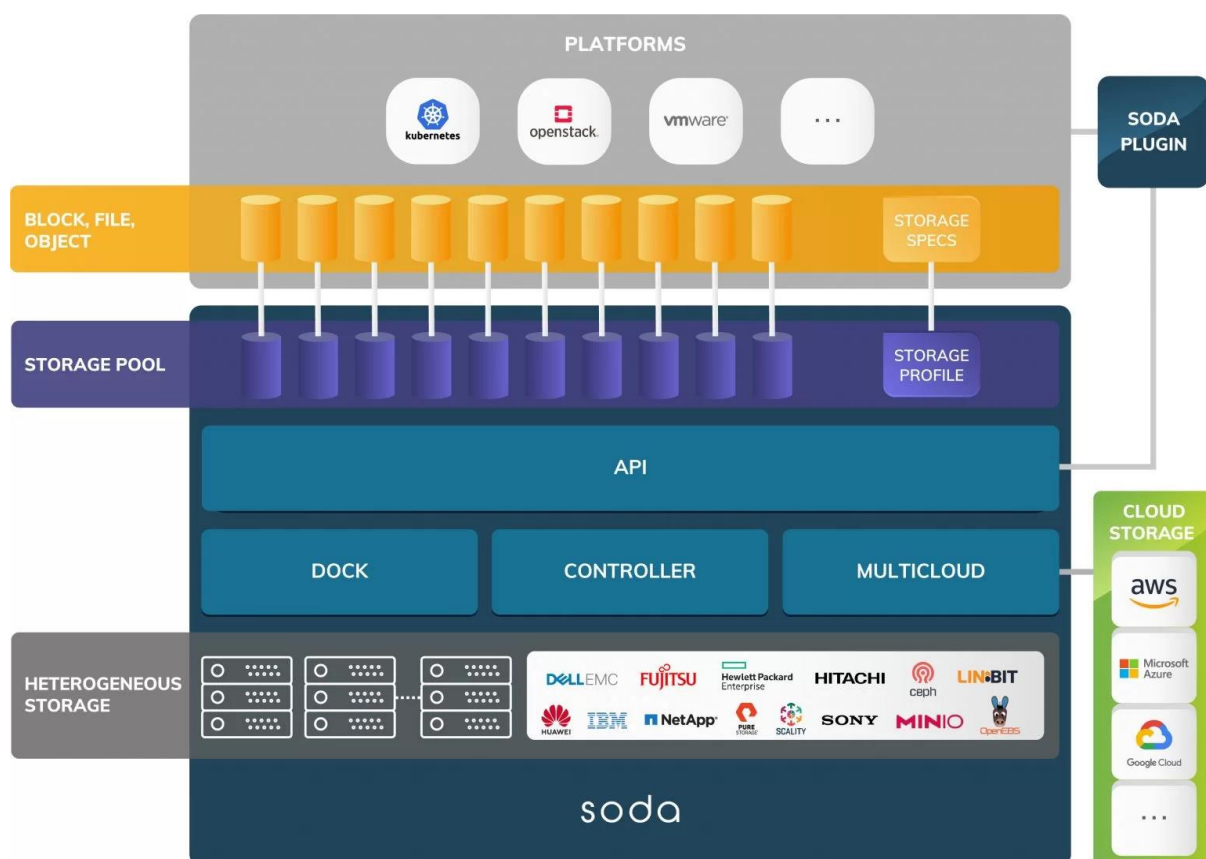 PLATFORMS
kubernetes
openstack.
vmware
...
SODA
PLUGIN
BLOCK, FILE,
OBJECT
STORAGE
SPECS
STORAGE POOL
STORAGE
PROFILE
API
DOCK
CONTROLLER
MULTICLOUD
CLOUD
STORAGE
aws
Microsoft
Azure
Google Cloud
...
HETEROGENEOUS
STORAGE
DELLEMC
FUJITSU
Hewlett Packard
Enterprise
HITACHI
ceph
LINBIT
HUAWEI
IBM
NetApp
PURE
STORAGE
SCALITY
SONY
MINIO
OpenEBS
soda